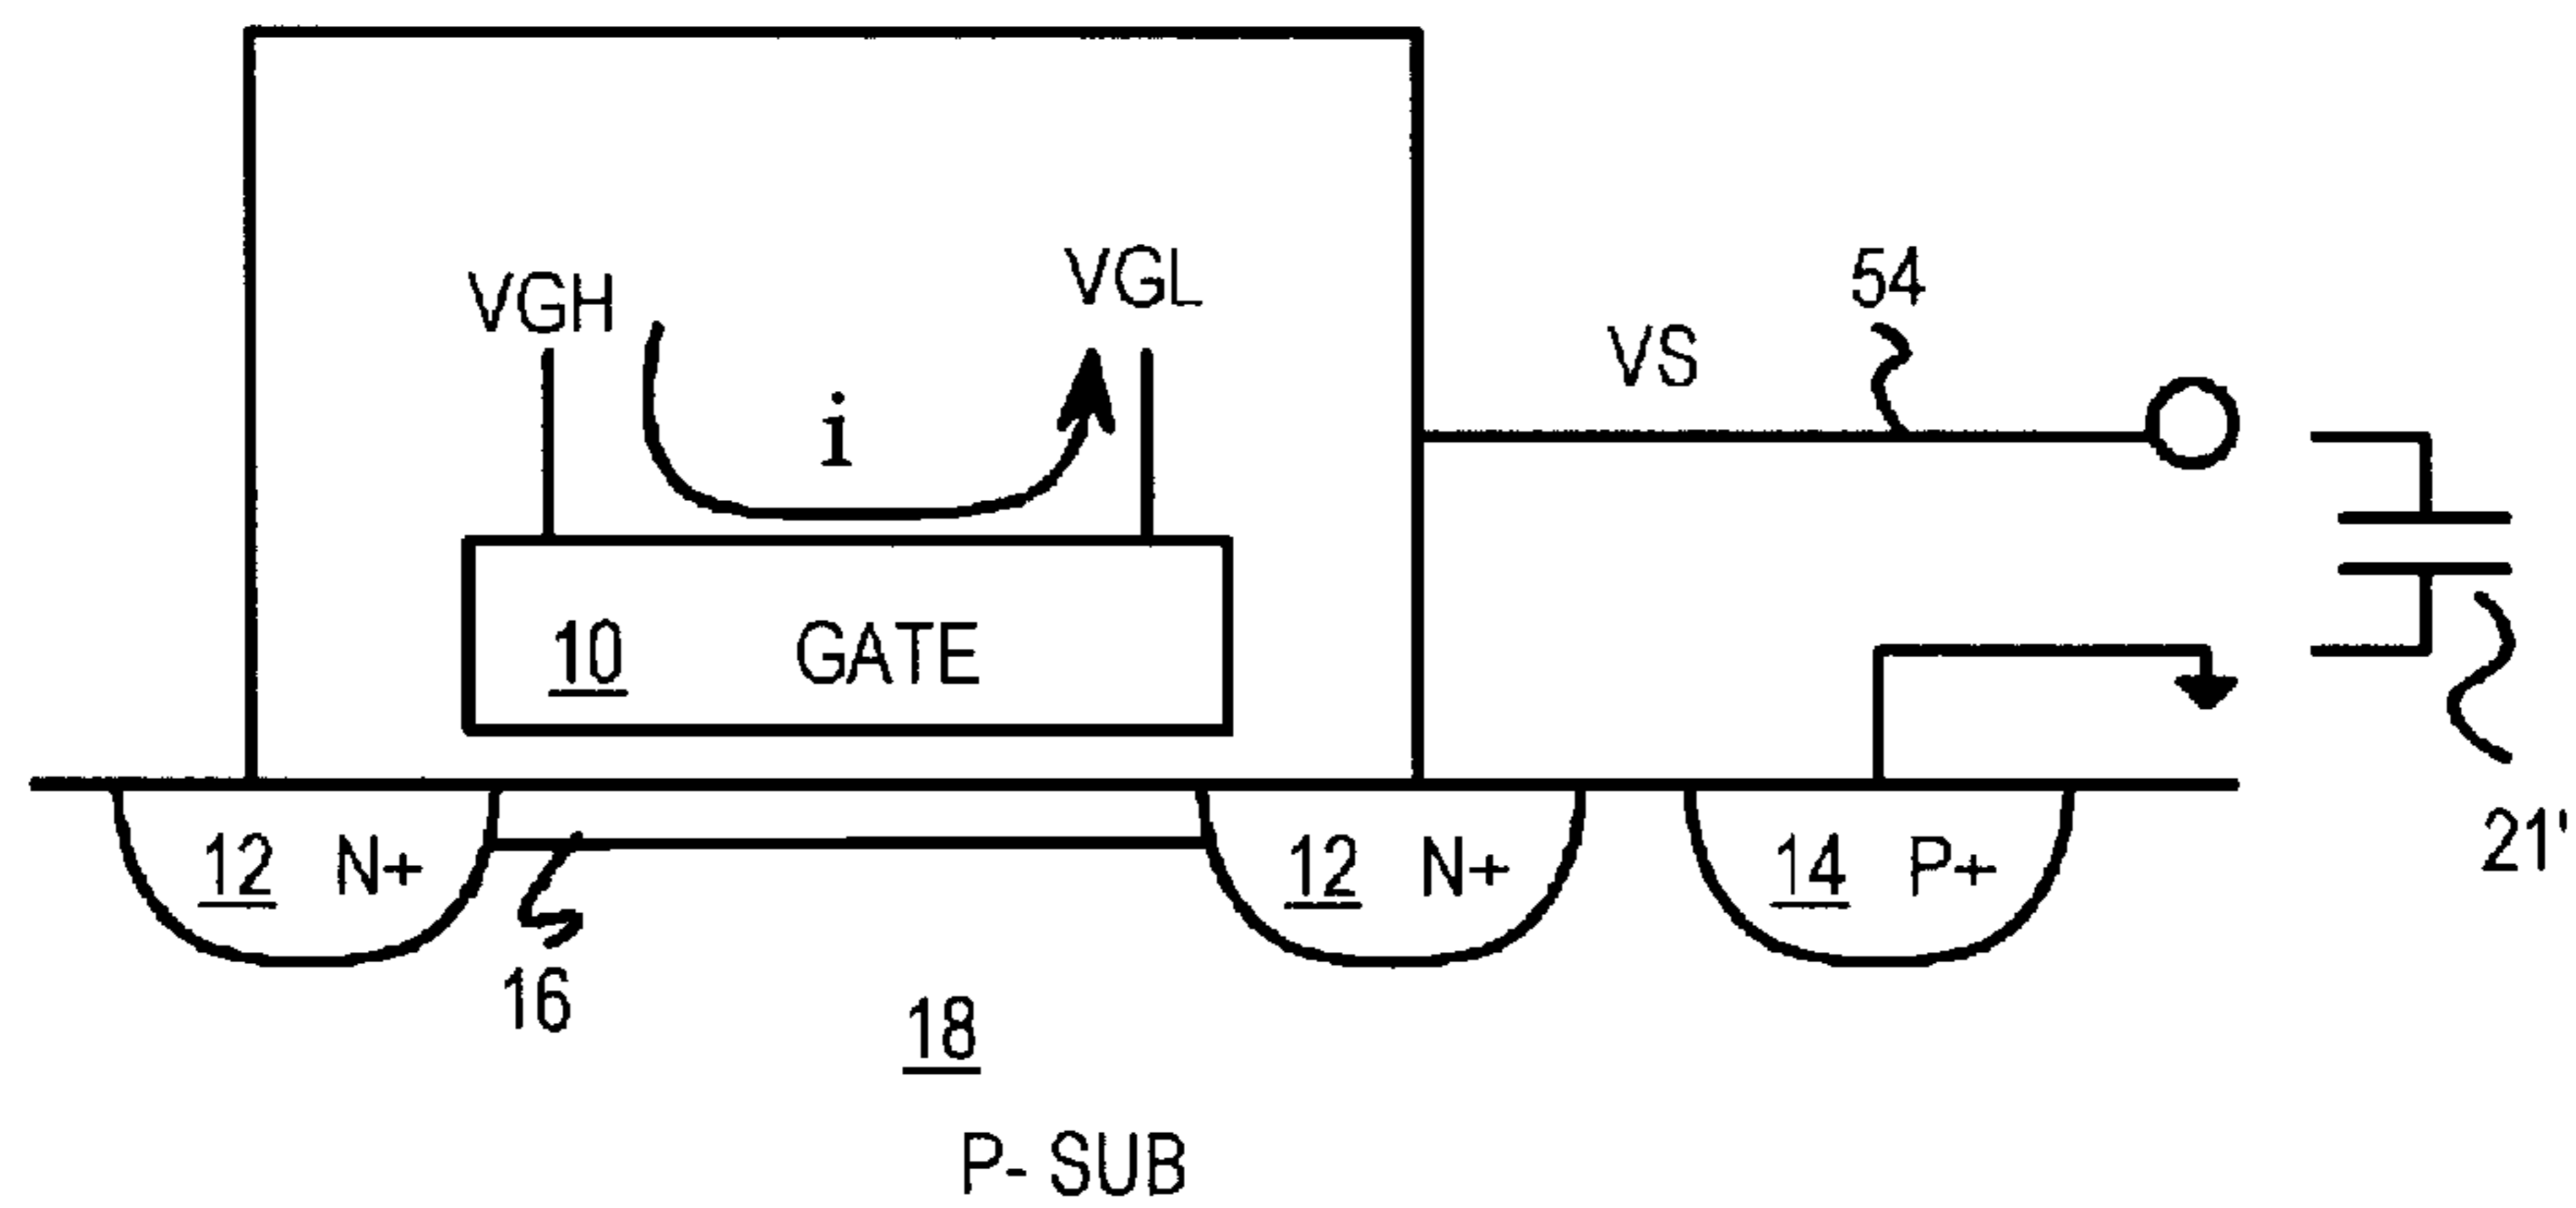 VGH
VGL
i
VS
54
10 GATE
12 N+
12 N+
14 P+
21'
16
18
P- SUB